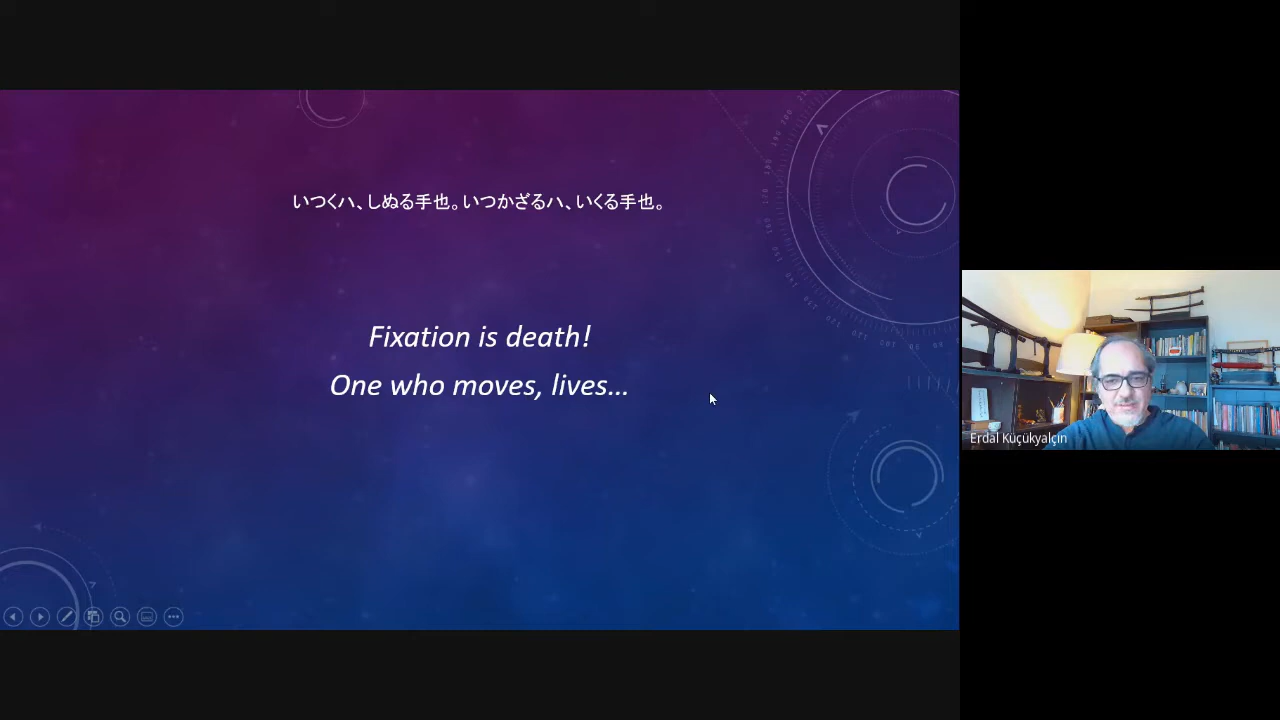 いつくハ、しぬる手也。いつかざるハ、いくる手也。
Fixation is death!
One who moves, lives...
Erdal Küçükyalçın